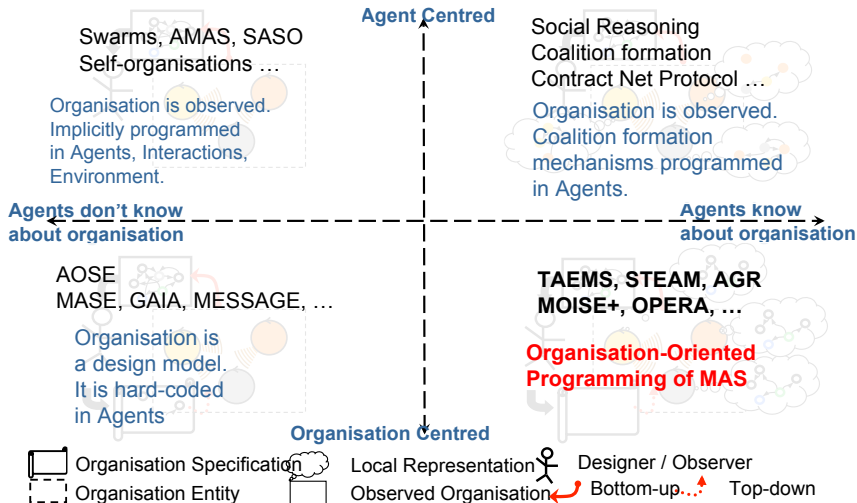 Agent Centred
Swarms, AMAS, SASO
Self-organisations …
Organisation is observed.
Implicitly programmed
in Agents, Interactions,
Environment.
Social Reasoning
Coalition formation
Contract Net Protocol …
Organisation is observed.
Coalition formation
mechanisms programmed
in Agents.
Agents don't know
about organisation
Agents know
about organisation
AOSE
MASE, GAIA, MESSAGE, …
Organisation is
a design model.
It is hard-coded
in Agents
TAEMS, STEAM, AGR
MOISE+, OPERA, …
Organisation-Oriented
Programming of MAS
Organisation Centred
Organisation Specification
Local Representation
Designer / Observer
Organisation Entity
Observed Organisation
Bottom-up
Top-down